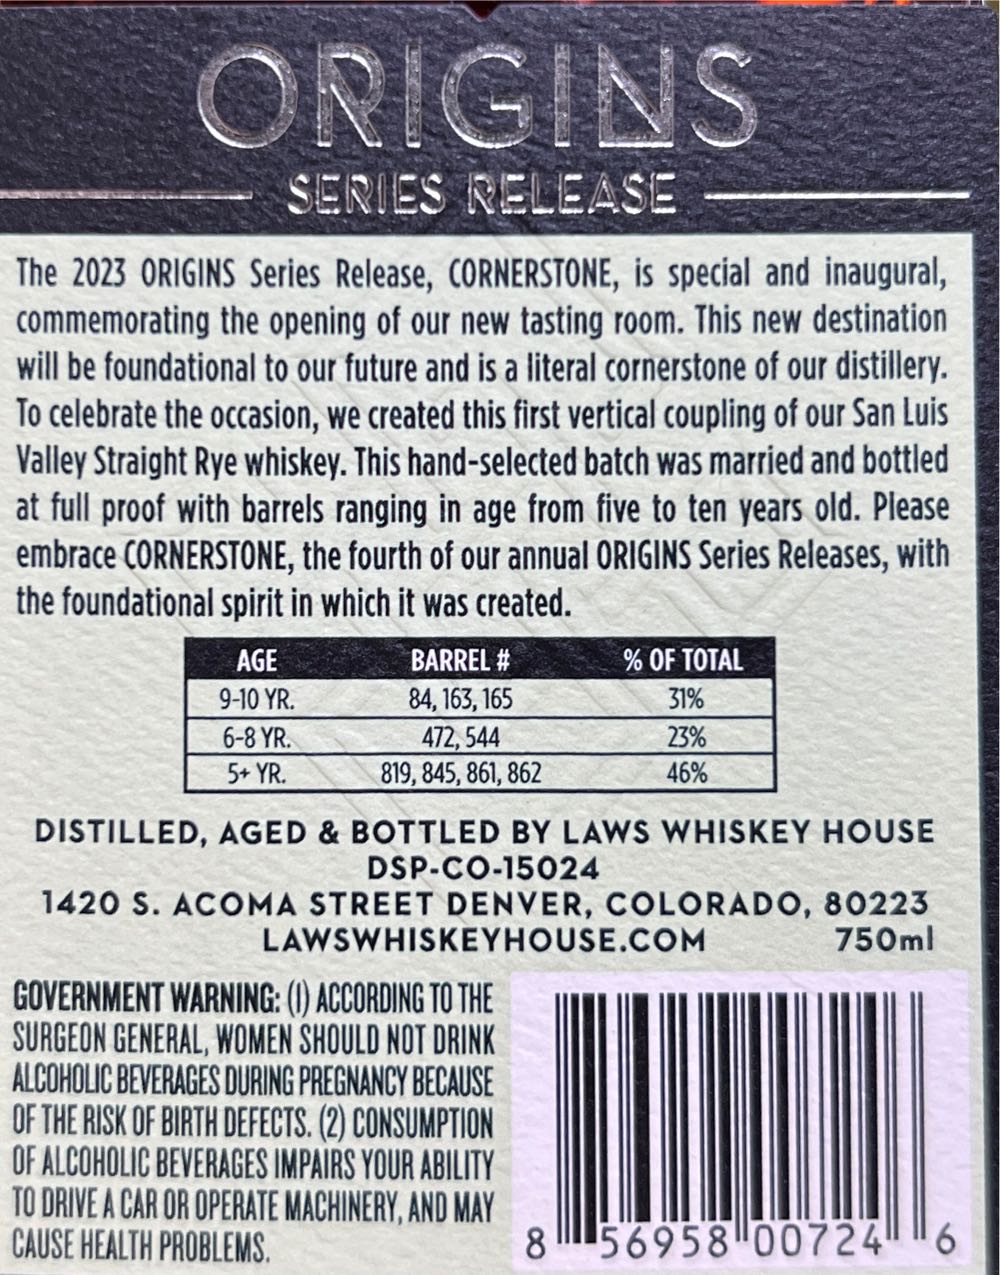 ORIGINS
SERIES RELEASE
The 2023 ORIGINS Series Release, CORNERSTONE, is special and inaugural,
commemorating the opening of our new tasting room. This new destination
will be foundational to our future and is a literal cornerstone of our distillery.
To celebrate the occasion, we created this first vertical coupling of our San Luis
Valley Straight Rye whiskey. This hand-selected batch was married and bottled
at full proof with barrels ranging in age from five to ten years old. Please
embrace CORNERSTONE, the fourth of our annual ORIGINS Series Releases, with
the foundational spirit in which it was created.
AGE BARREL # % OF TOTAL
9-10 YR. 84, 163, 165 31%
6-8 YR. 472, 544 23%
5+ YR. 819, 845, 861, 862 46%
DISTILLED, AGED & BOTTLED BY LAWS WHISKEY HOUSE
DSP-CO-15024
1420 S. ACOMA STREET DENVER, COLORADO, 80223
LAWSWHISKEYHOUSE.COM 750ml
GOVERNMENT WARNING: (1) ACCORDING TO THE
SURGEON GENERAL, WOMEN SHOULD NOT DRINK
ALCOHOLIC BEVERAGES DURING PREGNANCY BECAUSE
OF THE RISK OF BIRTH DEFECTS. (2) CONSUMPTION
OF ALCOHOLIC BEVERAGES IMPAIRS YOUR ABILITY
TO DRIVE A CAR OR OPERATE MACHINERY, AND MAY
CAUSE HEALTH PROBLEMS.
8 56958 00724 6